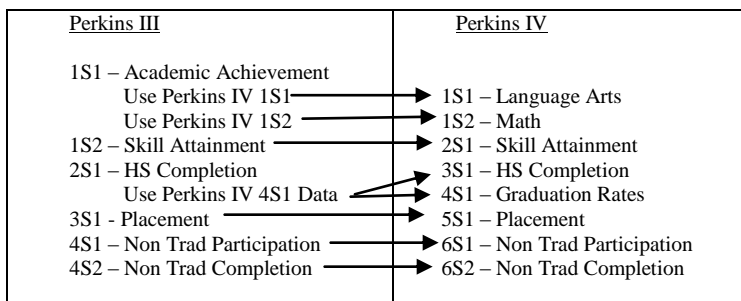 Perkins III
1S1 – Academic Achievement
Use Perkins IV 1S1
Use Perkins IV 1S2
1S2 – Skill Attainment
2S1 – HS Completion
Use Perkins IV 4S1 Data
3S1 - Placement
4S1 – Non Trad Participation
4S2 – Non Trad Completion
Perkins IV
1S1 – Language Arts
1S2 – Math
2S1 – Skill Attainment
3S1 – HS Completion
4S1 – Graduation Rates
5S1 – Placement
6S1 – Non Trad Participation
6S2 – Non Trad Completion